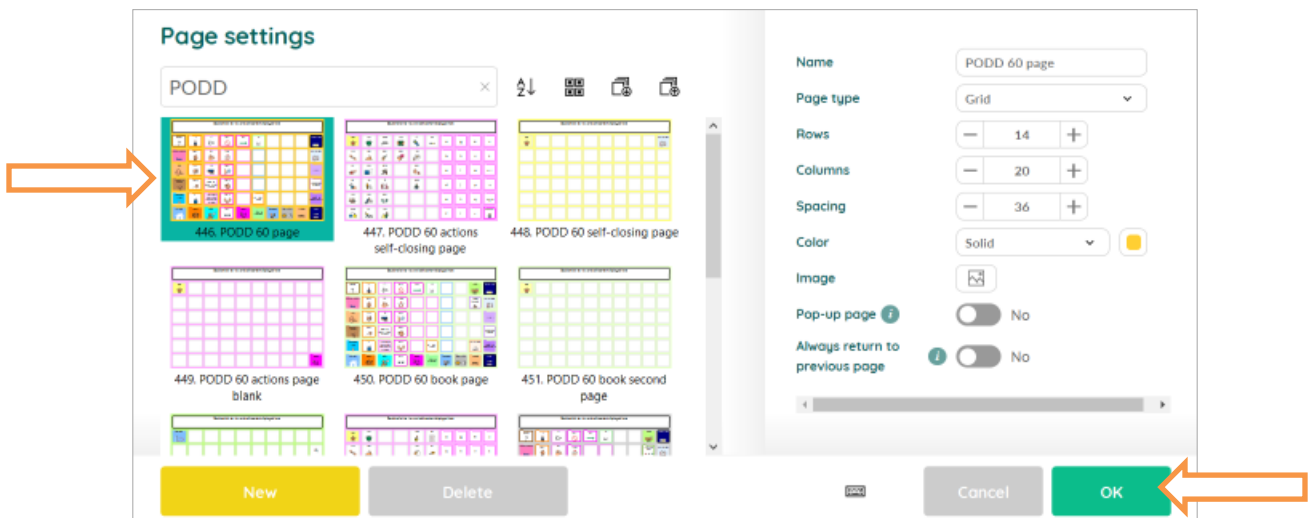 Page settings
PODD
446. PODD 60 page
447. PODD 60 actions
self-closing page
448. PODD 60 self-closing page
449. PODD 60 actions page
blank
450. PODD 60 book page
451. PODD 60 book second
page
New
Delete
Name
PODD 60 page
Page type
Grid
Rows
14
Columns
20
Spacing
36
Color
Solid
Image
Pop-up page
No
Always return to
previous page
No
Cancel
OK